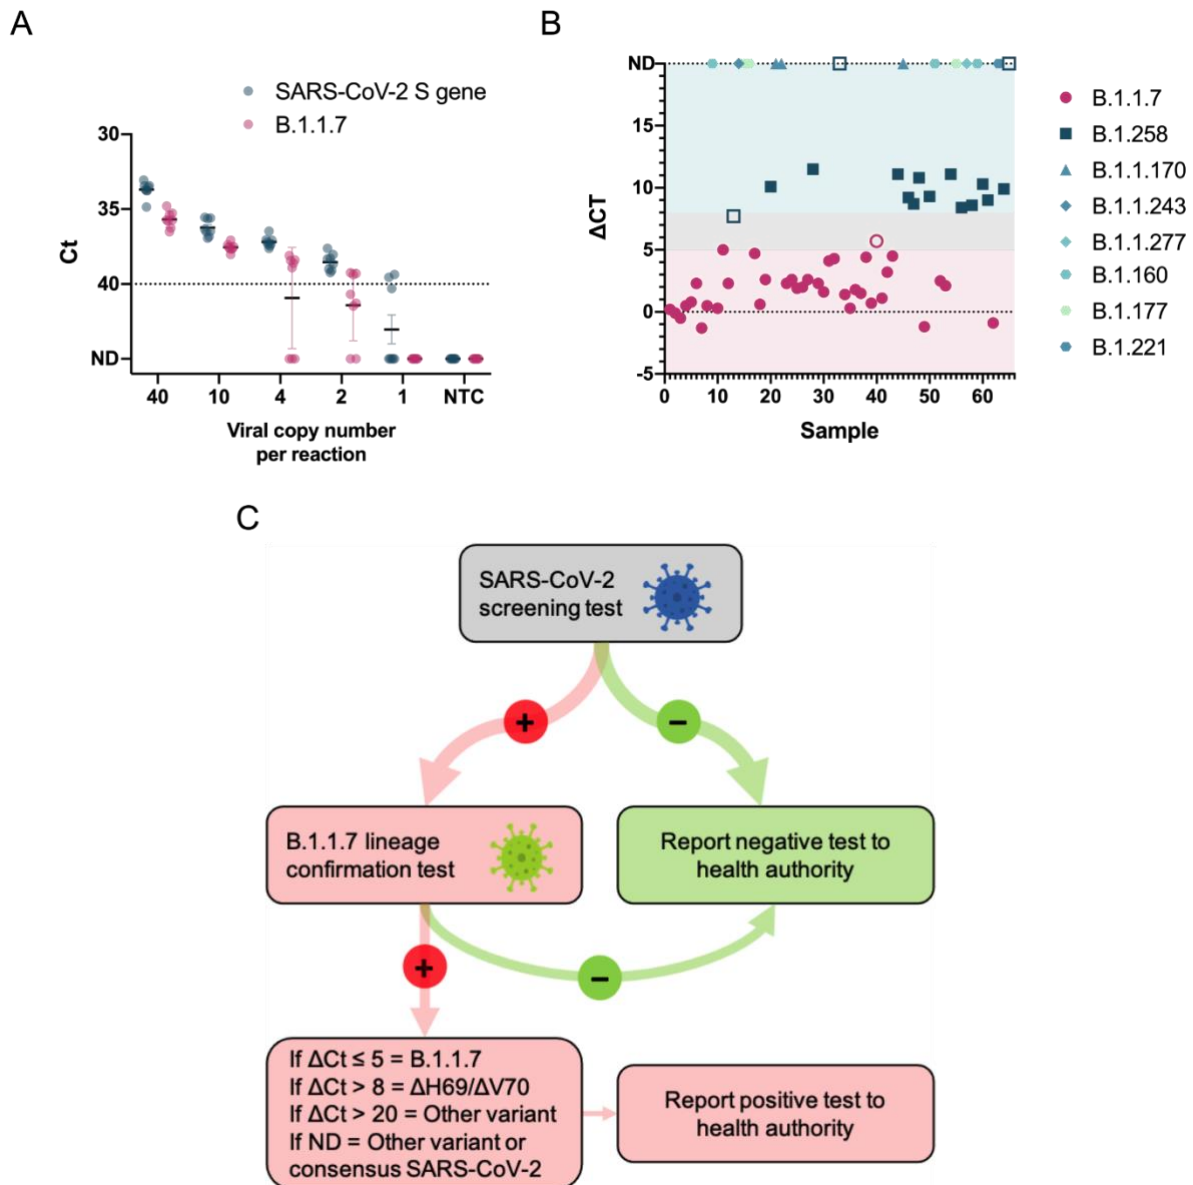 A
SARS-CoV-2 S gene
B.1.1.7
30
35
40
ND
Ct
40 10 4 2 1 NTC
Viral copy number
per reaction
B
ND
15
10
5
0
-5
ΔCT
0 10 20 30 40 50 60
Sample
B.1.1.7
B.1.258
B.1.1.170
B.1.1.243
B.1.1.277
B.1.160
B.1.177
B.1.221
C
SARS-CoV-2
screening test
+
−
B.1.1.7 lineage
confirmation test
Report negative test to
health authority
+
−
If ΔCt ≤ 5 = B.1.1.7
If ΔCt > 8 = ΔH69/ΔV70
If ΔCt > 20 = Other variant
If ND = Other variant or
consensus SARS-CoV-2
Report positive test to
health authority